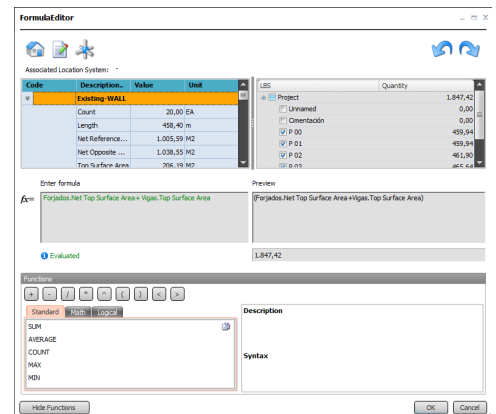 FormulaEditor
Associated Location System: -
Code Description.. Value Unit
Existing-WALL
Count 20,00 EA
Length 458,40 m
Net Reference... 1.005,59 M2
Net Opposite ... 1.038,55 M2
Top Surface Area 206,19 M2
LBS Quantity
Project 1.847,42
Unnamed 0,00
Cimentación 0,00
P 00 459,94
P 01 459,94
P 02 461,90
P 03 465,64
Enter formula
fx=
Forjados.Net Top Surface Area+Vigas.Top Surface Area
Evaluated
Preview
(Forjados.Net Top Surface Area+Vigas.Top Surface Area)
1.847,42
Functions
+ - / * ^ ( ) < >
Standard Math Logical
SUM
AVERAGE
COUNT
MAX
MIN
Description
Syntax
Hide Functions OK Cancel